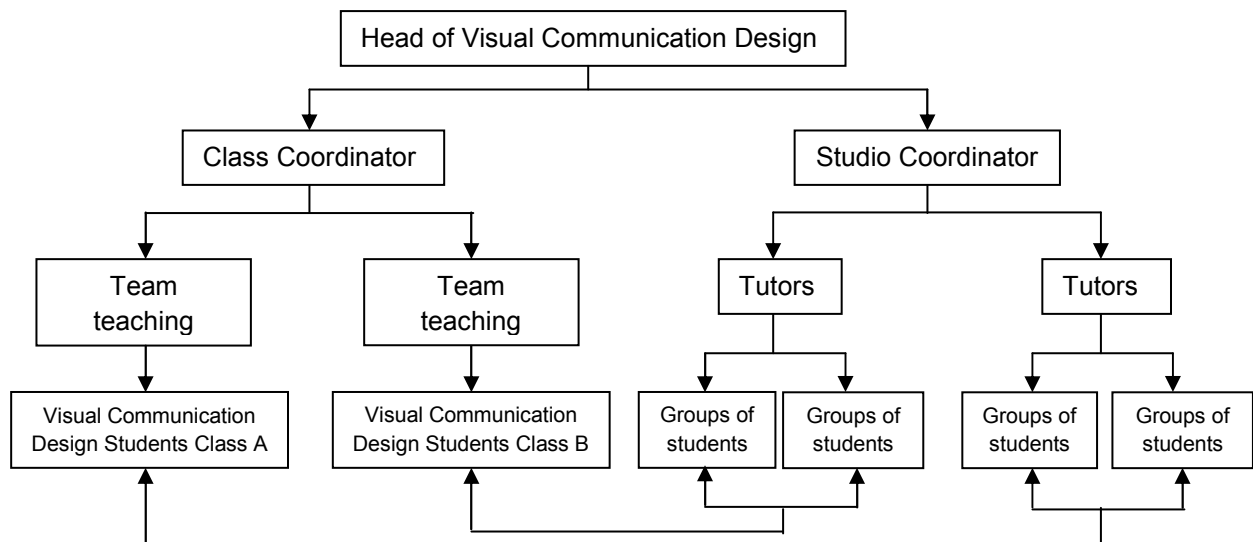 Head of Visual Communication Design
Class Coordinator
Studio Coordinator
Team
teaching
Team
teaching
Tutors
Tutors
Visual Communication
Design Students Class A
Visual Communication
Design Students Class B
Groups of
students
Groups of
students
Groups of
students
Groups of
students